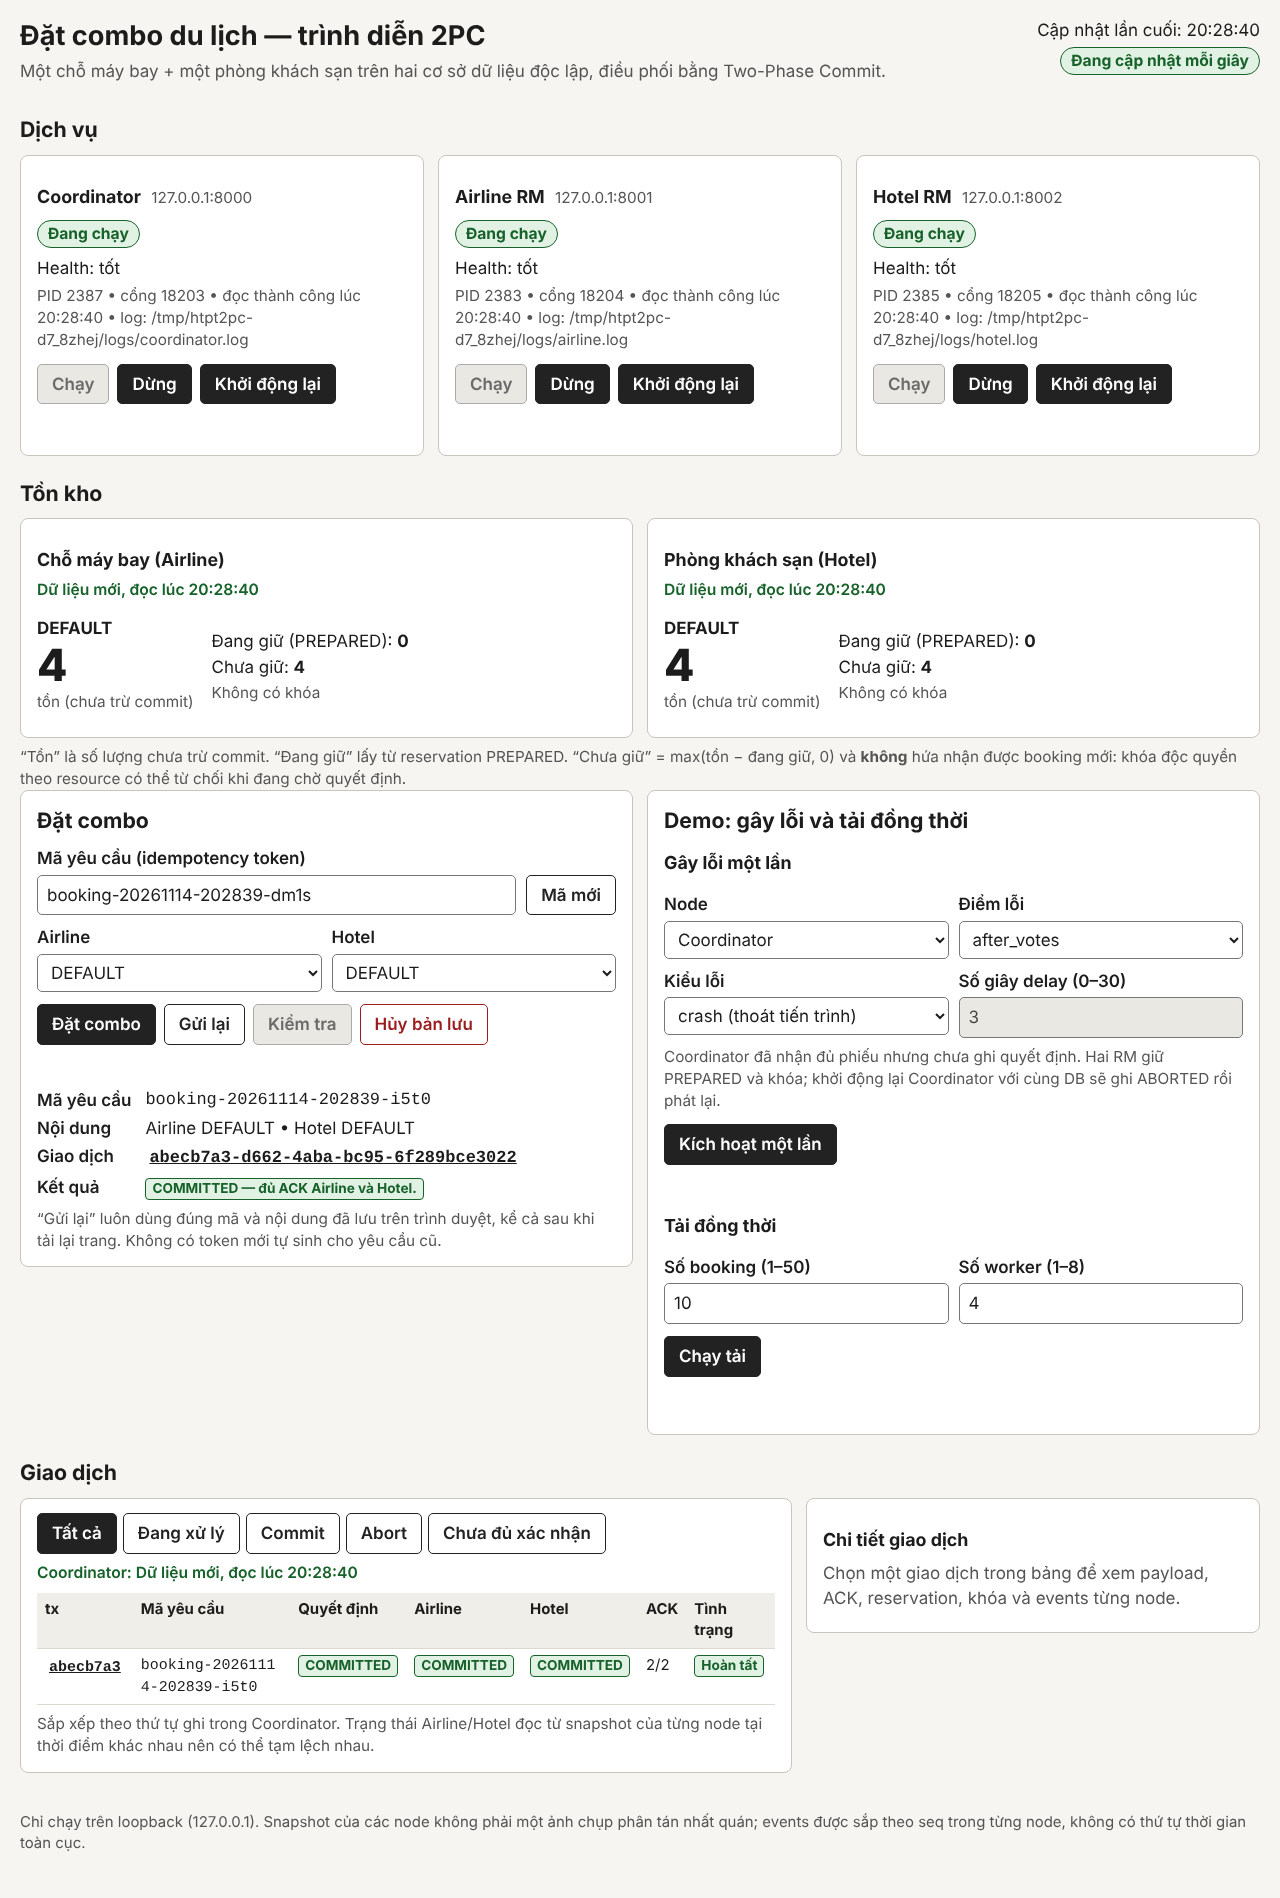 Đặt combo du lịch — trình diễn 2PC
Một chỗ máy bay + một phòng khách sạn trên hai cơ sở dữ liệu độc lập, điều phối bằng Two-Phase Commit.
Cập nhật lần cuối: 20:28:40
Đang cập nhật mỗi giây
Dịch vụ
Coordinator 127.0.0.1:8000
Đang chạy
Health: tốt
PID 2387 • cổng 18203 • đọc thành công lúc
20:28:40 • log: /tmp/htpt2pc-
d7_8zhej/logs/coordinator.log
Chạy Dừng Khởi động lại
Airline RM 127.0.0.1:8001
Đang chạy
Health: tốt
PID 2383 • cổng 18204 • đọc thành công lúc
20:28:40 • log: /tmp/htpt2pc-
d7_8zhej/logs/airline.log
Chạy Dừng Khởi động lại
Hotel RM 127.0.0.1:8002
Đang chạy
Health: tốt
PID 2385 • cổng 18205 • đọc thành công lúc
20:28:40 • log: /tmp/htpt2pc-
d7_8zhej/logs/hotel.log
Chạy Dừng Khởi động lại
Tồn kho
Chỗ máy bay (Airline)
Dữ liệu mới, đọc lúc 20:28:40
DEFAULT
4
tồn (chưa trừ commit)
Đang giữ (PREPARED): 0
Chưa giữ: 4
Không có khóa
Phòng khách sạn (Hotel)
Dữ liệu mới, đọc lúc 20:28:40
DEFAULT
4
tồn (chưa trừ commit)
Đang giữ (PREPARED): 0
Chưa giữ: 4
Không có khóa
“Tồn” là số lượng chưa trừ commit. “Đang giữ” lấy từ reservation PREPARED. “Chưa giữ” = max(tồn − đang giữ, 0) và không hứa nhận được booking mới: khóa độc quyền
theo resource có thể từ chối khi đang chờ quyết định.
Đặt combo
Mã yêu cầu (idempotency token)
booking-20261114-202839-dm1s Mã mới
Airline Hotel
DEFAULT DEFAULT
Đặt combo Gửi lại Kiểm tra Hủy bản lưu
Mã yêu cầu booking-20261114-202839-i5t0
Nội dung Airline DEFAULT • Hotel DEFAULT
Giao dịch abecb7a3-d662-4aba-bc95-6f289bce3022
Kết quả COMMITTED — đủ ACK Airline và Hotel.
“Gửi lại” luôn dùng đúng mã và nội dung đã lưu trên trình duyệt, kể cả sau khi
tải lại trang. Không có token mới tự sinh cho yêu cầu cũ.
Demo: gây lỗi và tải đồng thời
Gây lỗi một lần
Node Điểm lỗi
Coordinator after_votes
Kiểu lỗi Số giây delay (0–30)
crash (thoát tiến trình) 3
Coordinator đã nhận đủ phiếu nhưng chưa ghi quyết định. Hai RM giữ
PREPARED và khóa; khởi động lại Coordinator với cùng DB sẽ ghi ABORTED rồi
phát lại.
Kích hoạt một lần
Tải đồng thời
Số booking (1–50) Số worker (1–8)
10 4
Chạy tải
Giao dịch
Tất cả Đang xử lý Commit Abort Chưa đủ xác nhận
Coordinator: Dữ liệu mới, đọc lúc 20:28:40
tx Mã yêu cầu Quyết định Airline Hotel ACK Tình
trạng
abecb7a3 booking-2026111 COMMITTED COMMITTED COMMITTED 2/2 Hoàn tất
4-202839-i5t0
Sắp xếp theo thứ tự ghi trong Coordinator. Trạng thái Airline/Hotel đọc từ snapshot của từng node tại
thời điểm khác nhau nên có thể tạm lệch nhau.
Chi tiết giao dịch
Chọn một giao dịch trong bảng để xem payload,
ACK, reservation, khóa và events từng node.
Chỉ chạy trên loopback (127.0.0.1). Snapshot của các node không phải một ảnh chụp phân tán nhất quán; events được sắp theo seq trong từng node, không có thứ tự thời gian
toàn cục.